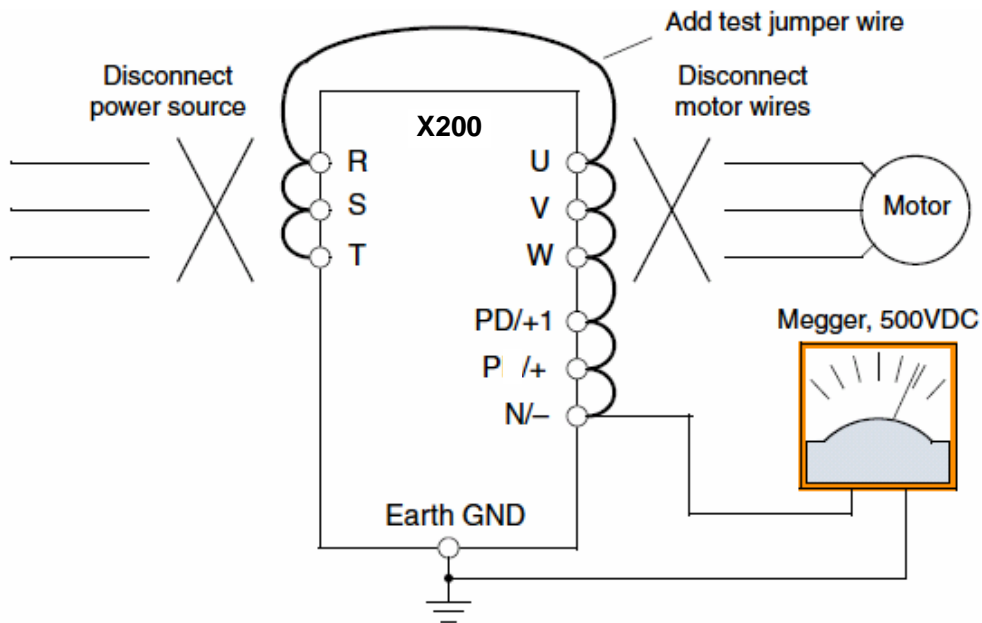 Add test jumper wire
Disconnect
power source
Disconnect
motor wires
X200
R
U
S
V
Motor
T
W
PD/+1
Megger, 500VDC
P /+
N/–
Earth GND